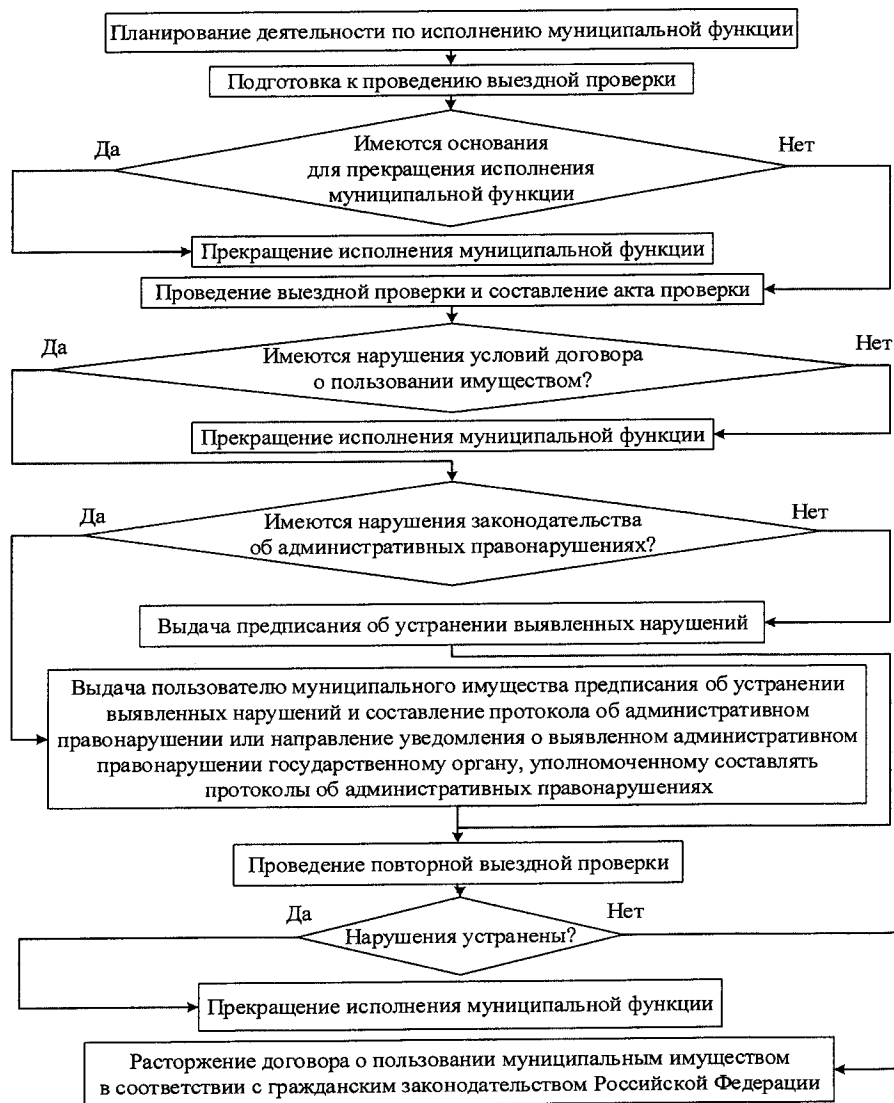 Планирование деятельности по исполнению муниципальной функции
Подготовка к проведению выездной проверки
Да
Нет
Имеются основания
для прекращения исполнения
муниципальной функции
Прекращение исполнения муниципальной функции
Проведение выездной проверки и составление акта проверки
Да
Нет
Имеются нарушения условий договора
о пользовании имуществом?
Прекращение исполнения муниципальной функции
Да
Нет
Имеются нарушения законодательства
об административных правонарушениях?
Выдача предписания об устранении выявленных нарушений
Выдача пользователю муниципального имущества предписания об устранении
выявленных нарушений и составление протокола об административном
правонарушении или направление уведомления о выявленном административном
правонарушении государственному органу, уполномоченному составлять
протоколы об административных правонарушениях
Проведение повторной выездной проверки
Да
Нет
Нарушения устранены?
Прекращение исполнения муниципальной функции
Расторжение договора о пользовании муниципальным имуществом
в соответствии с гражданским законодательством Российской Федерации